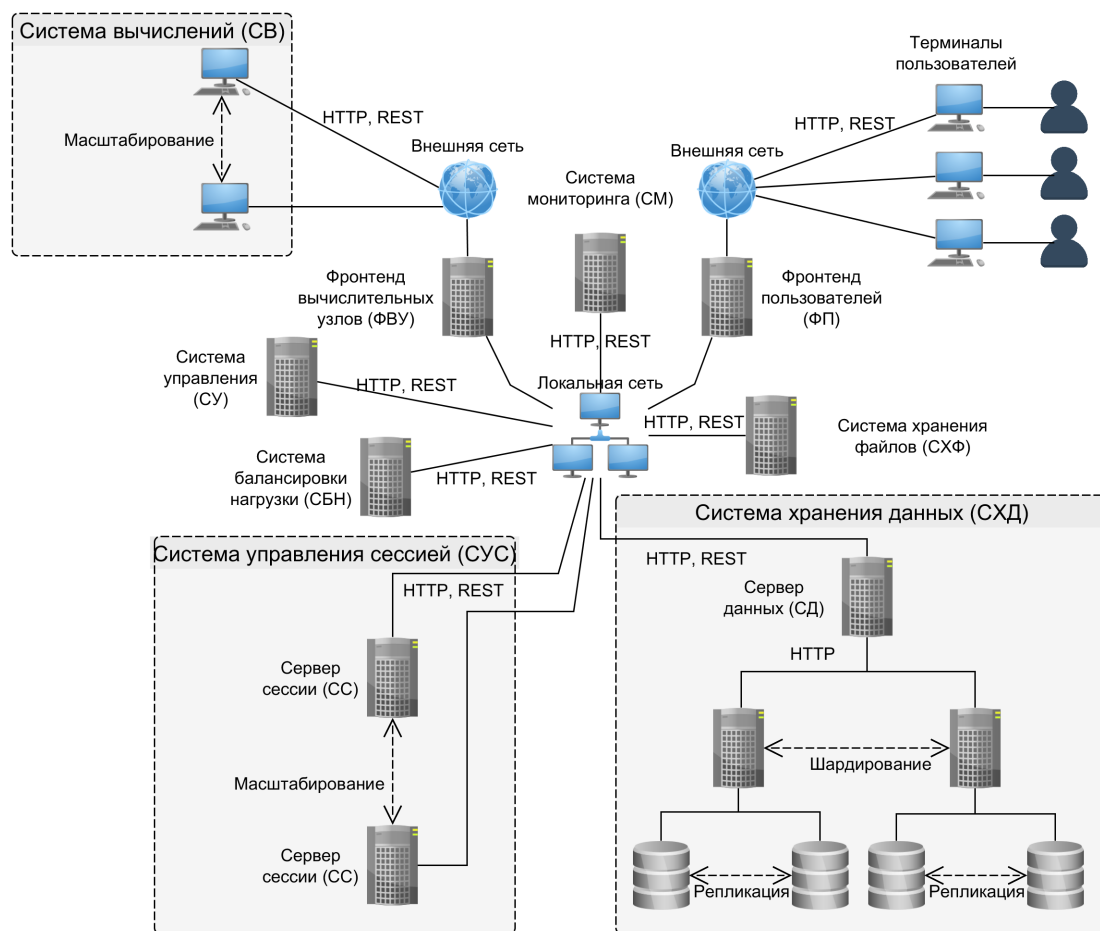 Система вычислений (СВ)
Масштабирование
HTTP, REST
Внешняя сеть
Система
мониторинга (СМ)
Внешняя сеть
HTTP, REST
Терминалы
пользователей
Фронтенд
вычислительных
узлов (ФВУ)
Фронтенд
пользователей
(ФП)
HTTP, REST
Система
управления
(СУ)
HTTP, REST
Локальная сеть
HTTP, REST
Система хранения
файлов (СХФ)
Система
балансировки
нагрузки (СБН)
HTTP, REST
Система управления сессией (СУС)
HTTP, REST
Сервер
сессии (СС)
Масштабирование
Сервер
сессии (СС)
Система хранения данных (СХД)
HTTP, REST
Сервер
данных (СД)
HTTP
Шардирование
Репликация
Репликация